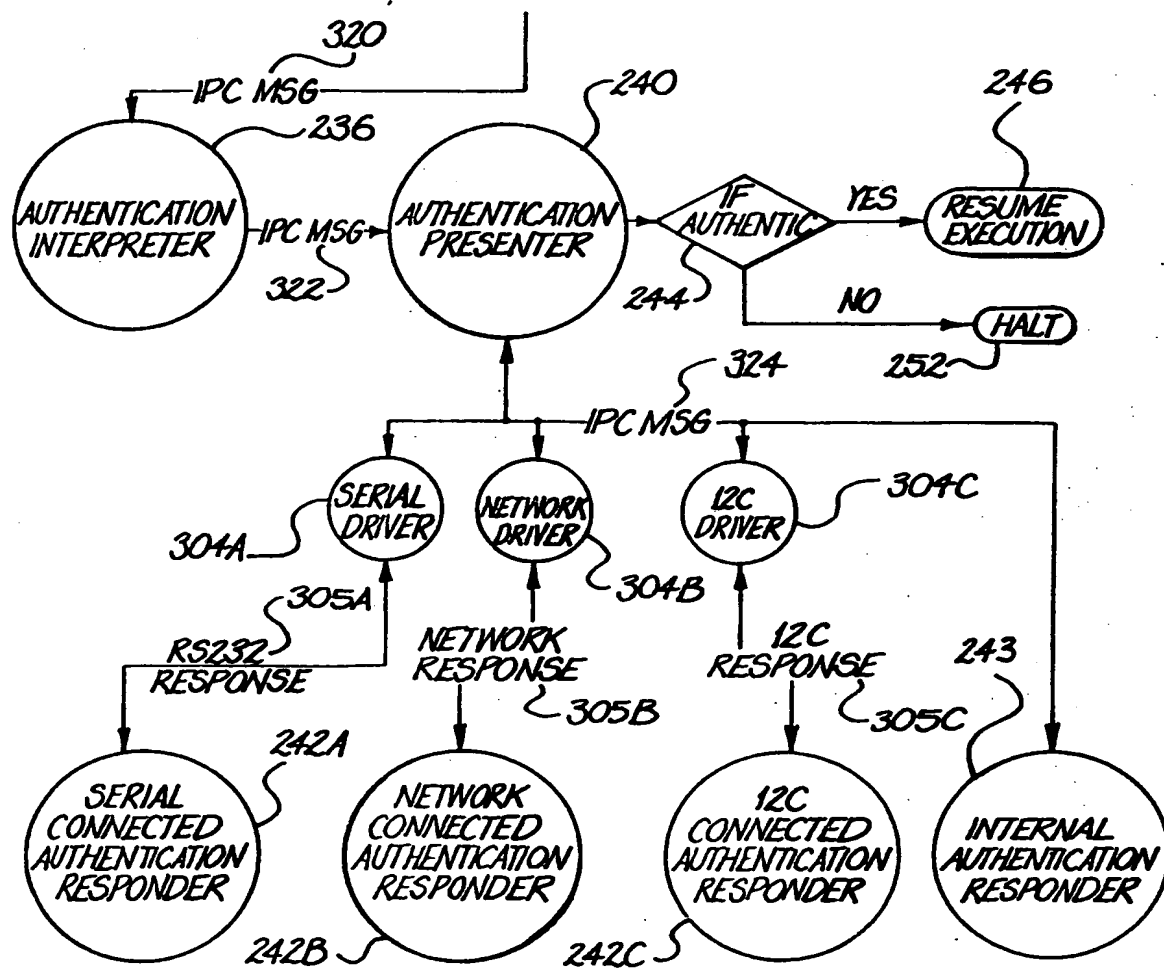 320
IPC MSG
236
240
246
AUTHENTICATION
INTERPRETER
IPC MSG
322
AUTHENTICATION
PRESENTER
IF
AUTHENTIC
244
YES
RESUME
EXECUTION
NO
HALT
252
324
IPC MSG
SERIAL
DRIVER
304A
NETWORK
DRIVER
304B
12C
DRIVER
304C
305A
RS232
RESPONSE
NETWORK
RESPONSE
305B
12C
RESPONSE
305C
243
242A
SERIAL
CONNECTED
AUTHENTICATION
RESPONDER
NETWORK
CONNECTED
AUTHENTICATION
RESPONDER
242B
12C
CONNECTED
AUTHENTICATION
RESPONDER
242C
INTERNAL
AUTHENTICATION
RESPONDER